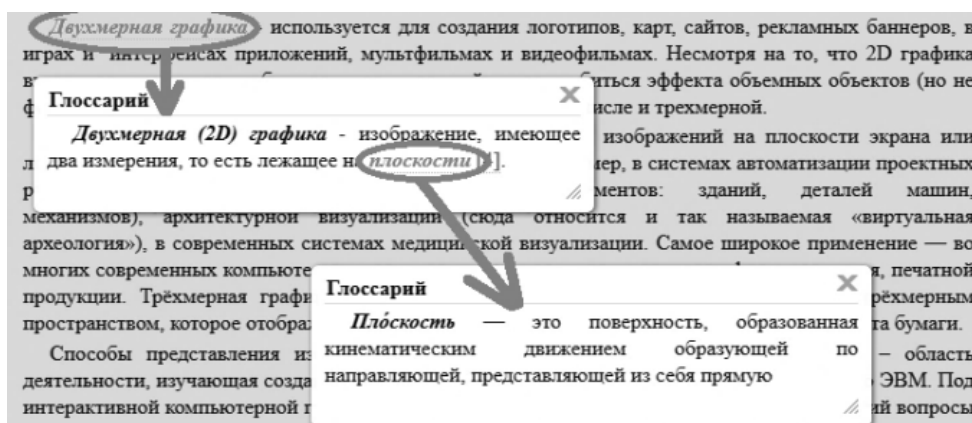 Двухмерная графика используется для создания логотипов, карт, сайтов, рекламных баннеров, в
играх и интерфейсах приложений, мультфильмах и видеофильмах. Несмотря на то, что 2D графика
биться эффекта объемных объектов (но не
Глоссарий
исле и трехмерной.
Двухмерная (2D) графика - изображение, имеющее
изображений на плоскости экрана или
два измерения, то есть лежащее на плоскости
мер, в системах автоматизации проектных
ментов: зданий, деталей машин,
механизмов), архитектурной визуализации (сюда относится и так называемая «виртуальная
археология»), в современных системах медицинской визуализации. Самое широкое применение — во
многих современных компьюте
я, печатной
Глоссарий
продукции. Трёхмерная графи
рёхмерным
Пло́скость — это поверхность, образованная
пространством, которое отображ
та бумаги.
кинематическим движением образующей по
Способы представления из
– область
направляющей, представляющей из себя прямую
деятельности, изучающая созда
ЭВМ. Под
интерактивной компьютерной г
ий вопросы